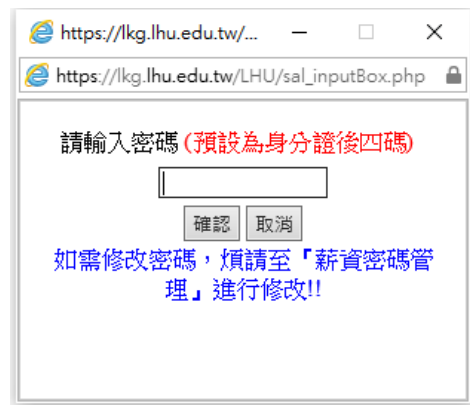 https://lkg.lhu.edu.tw/...
https://lkg.lhu.edu.tw/LHU/sal_inputBox.php
請輸入密碼(預設為身分證後四碼)
確認 取消
如需修改密碼，煩請至『薪資密碼管
理』進行修改!!